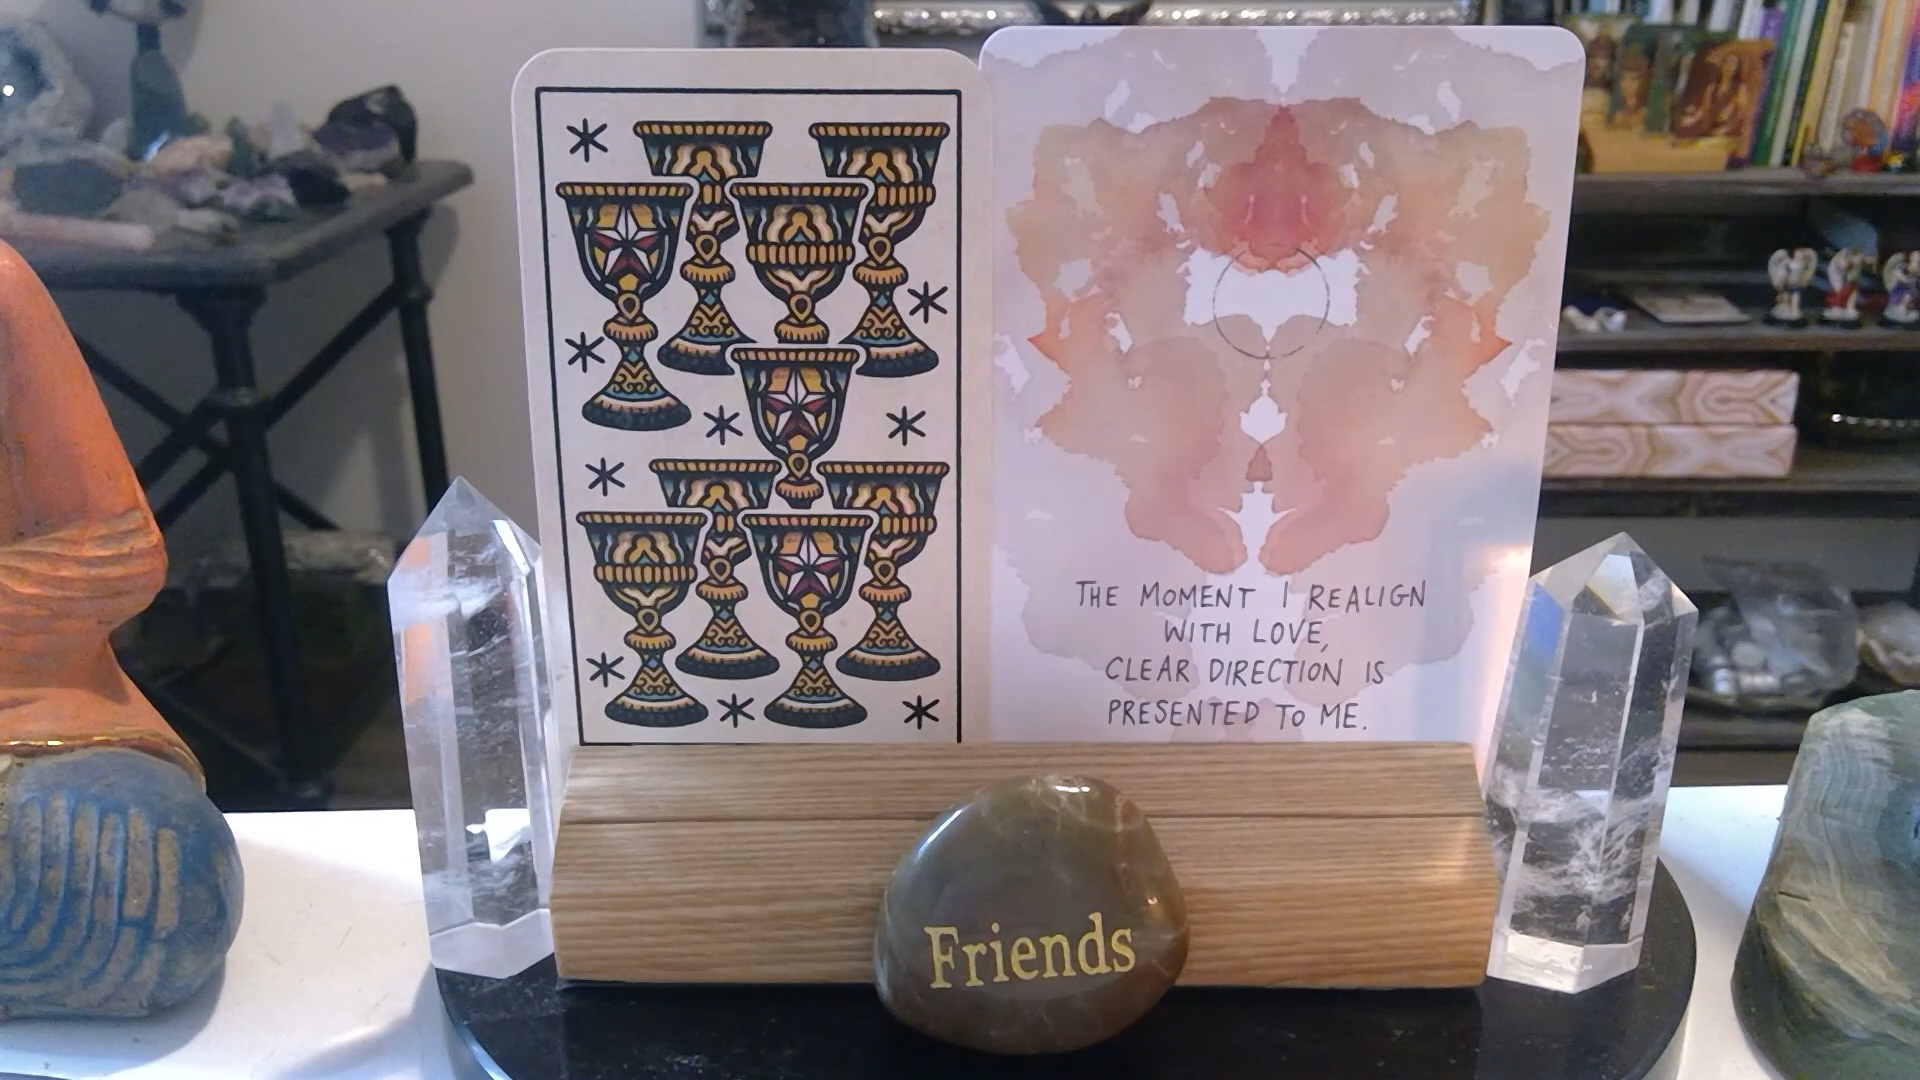 THE MOMENT I REALIGN
WITH LOVE,
CLEAR DIRECTION IS
PRESENTED TO ME.
Friends